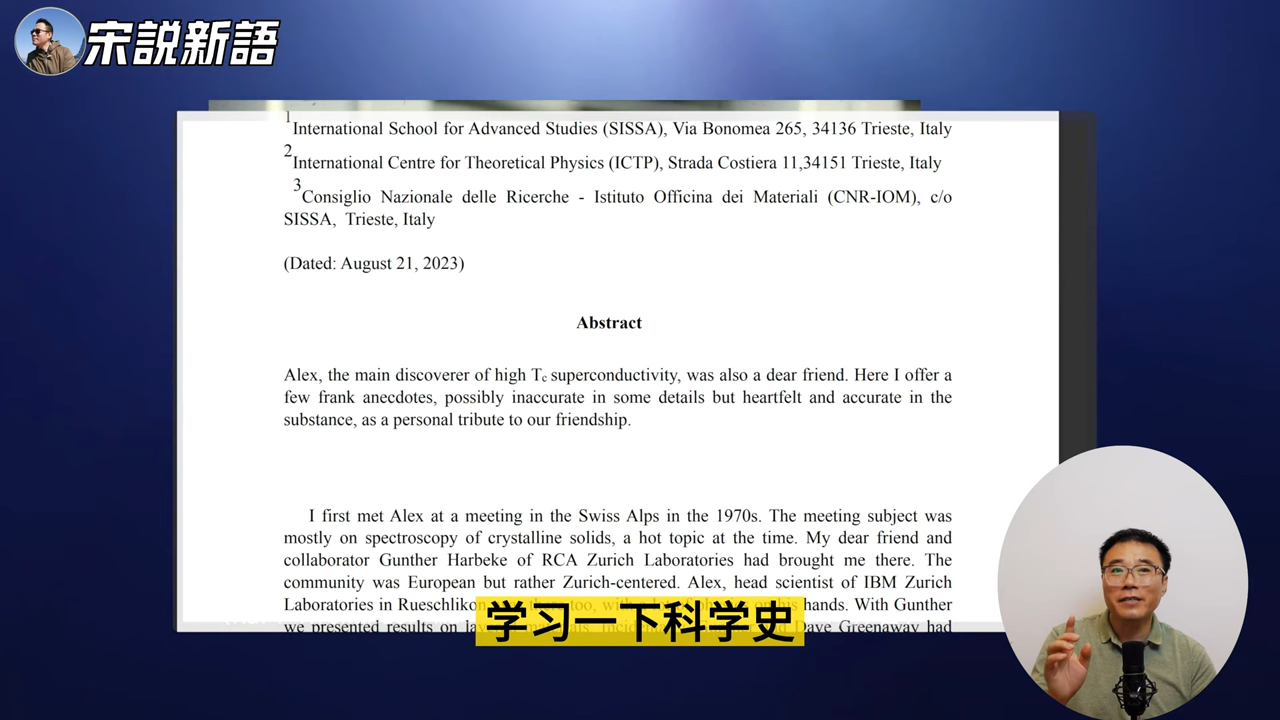 宋説新語
1
International School for Advanced Studies (SISSA), Via Bonomea 265, 34136 Trieste, Italy
2
International Centre for Theoretical Physics (ICTP), Strada Costiera 11,34151 Trieste, Italy
3
Consiglio Nazionale delle Ricerche - Istituto Officina dei Materiali (CNR-IOM), c/o
SISSA, Trieste, Italy
(Dated: August 21, 2023)
Abstract
Alex, the main discoverer of high Tc superconductivity, was also a dear friend. Here I offer a
few frank anecdotes, possibly inaccurate in some details but heartfelt and accurate in the
substance, as a personal tribute to our friendship.
I first met Alex at a meeting in the Swiss Alps in the 1970s. The meeting subject was
mostly on spectroscopy of crystalline solids, a hot topic at the time. My dear friend and
collaborator Gunther Harbeke of RCA Zurich Laboratories had brought me there. The
community was European but rather Zurich-centered. Alex, head scientist of IBM Zurich
Laboratories in Rueschlikon, hands. With Gunther
we presented results on Dave Greenaway had
学习一下科学史